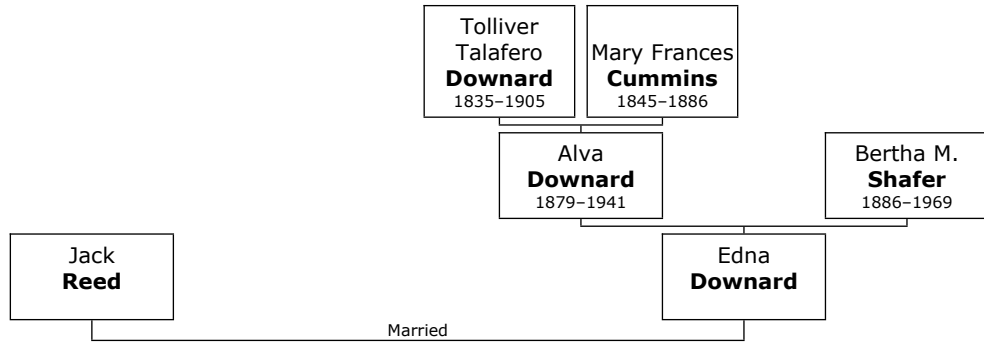 Tolliver
Talafero
Downard
1835–1905
Mary Frances
Cummins
1845–1886
Alva
Downard
1879–1941
Bertha M.
Shafer
1886–1969
Jack
Reed
Edna
Downard
Married